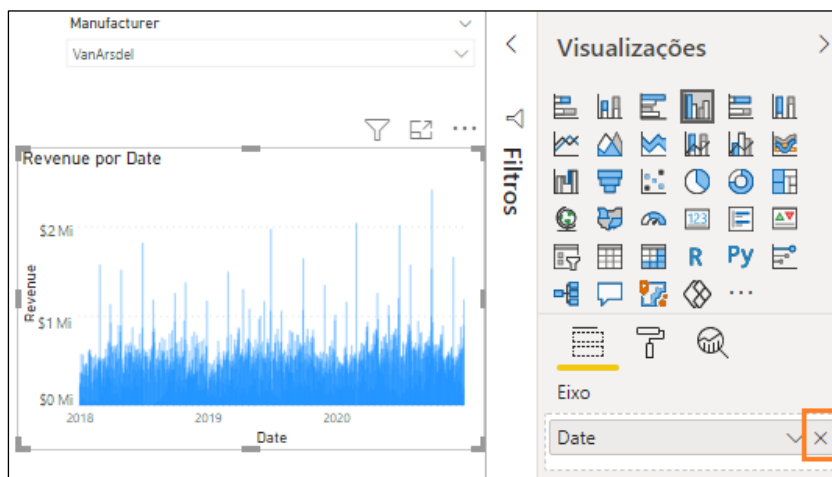 Manufacturer
VanArsdel
Revenue por Date
$2 Mi
$1 Mi
$0 Mi
Revenue
2018 2019 2020
Date
Filtros
Visualizações
123
R Py
...
Eixo
Date